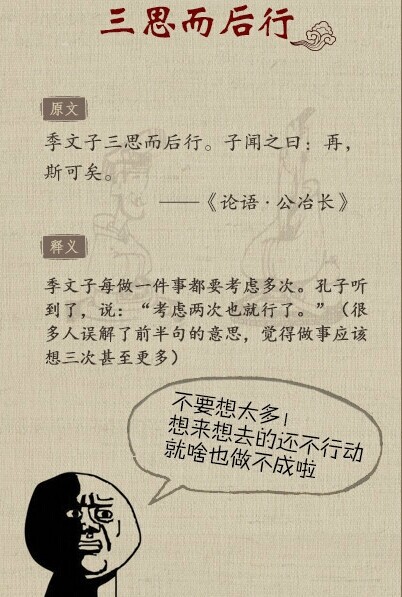 三思而后行
原文
季文子三思而后行。子闻之曰：再，
斯可矣。
——《论语·公冶长》
释义
季文子每做一件事都要考虑多次。孔子听
到了，说：“考虑两次也就行了。”（很
多人误解了前半句的意思，觉得做事应该
想三次甚至更多）
不要想太多!
想来想去的还不行动
就啥也做不成啦